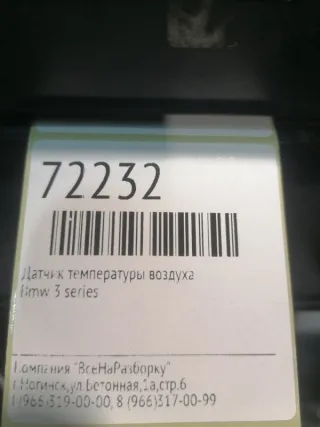 72232
Датчик температуры воздуха
Bmw 3 series
Компания "ВсеНаРазборку"
г.Ногинск,ул.Бетонная,2а,стр.6
8 (966)319-00-00, 8 (966)317-00-99